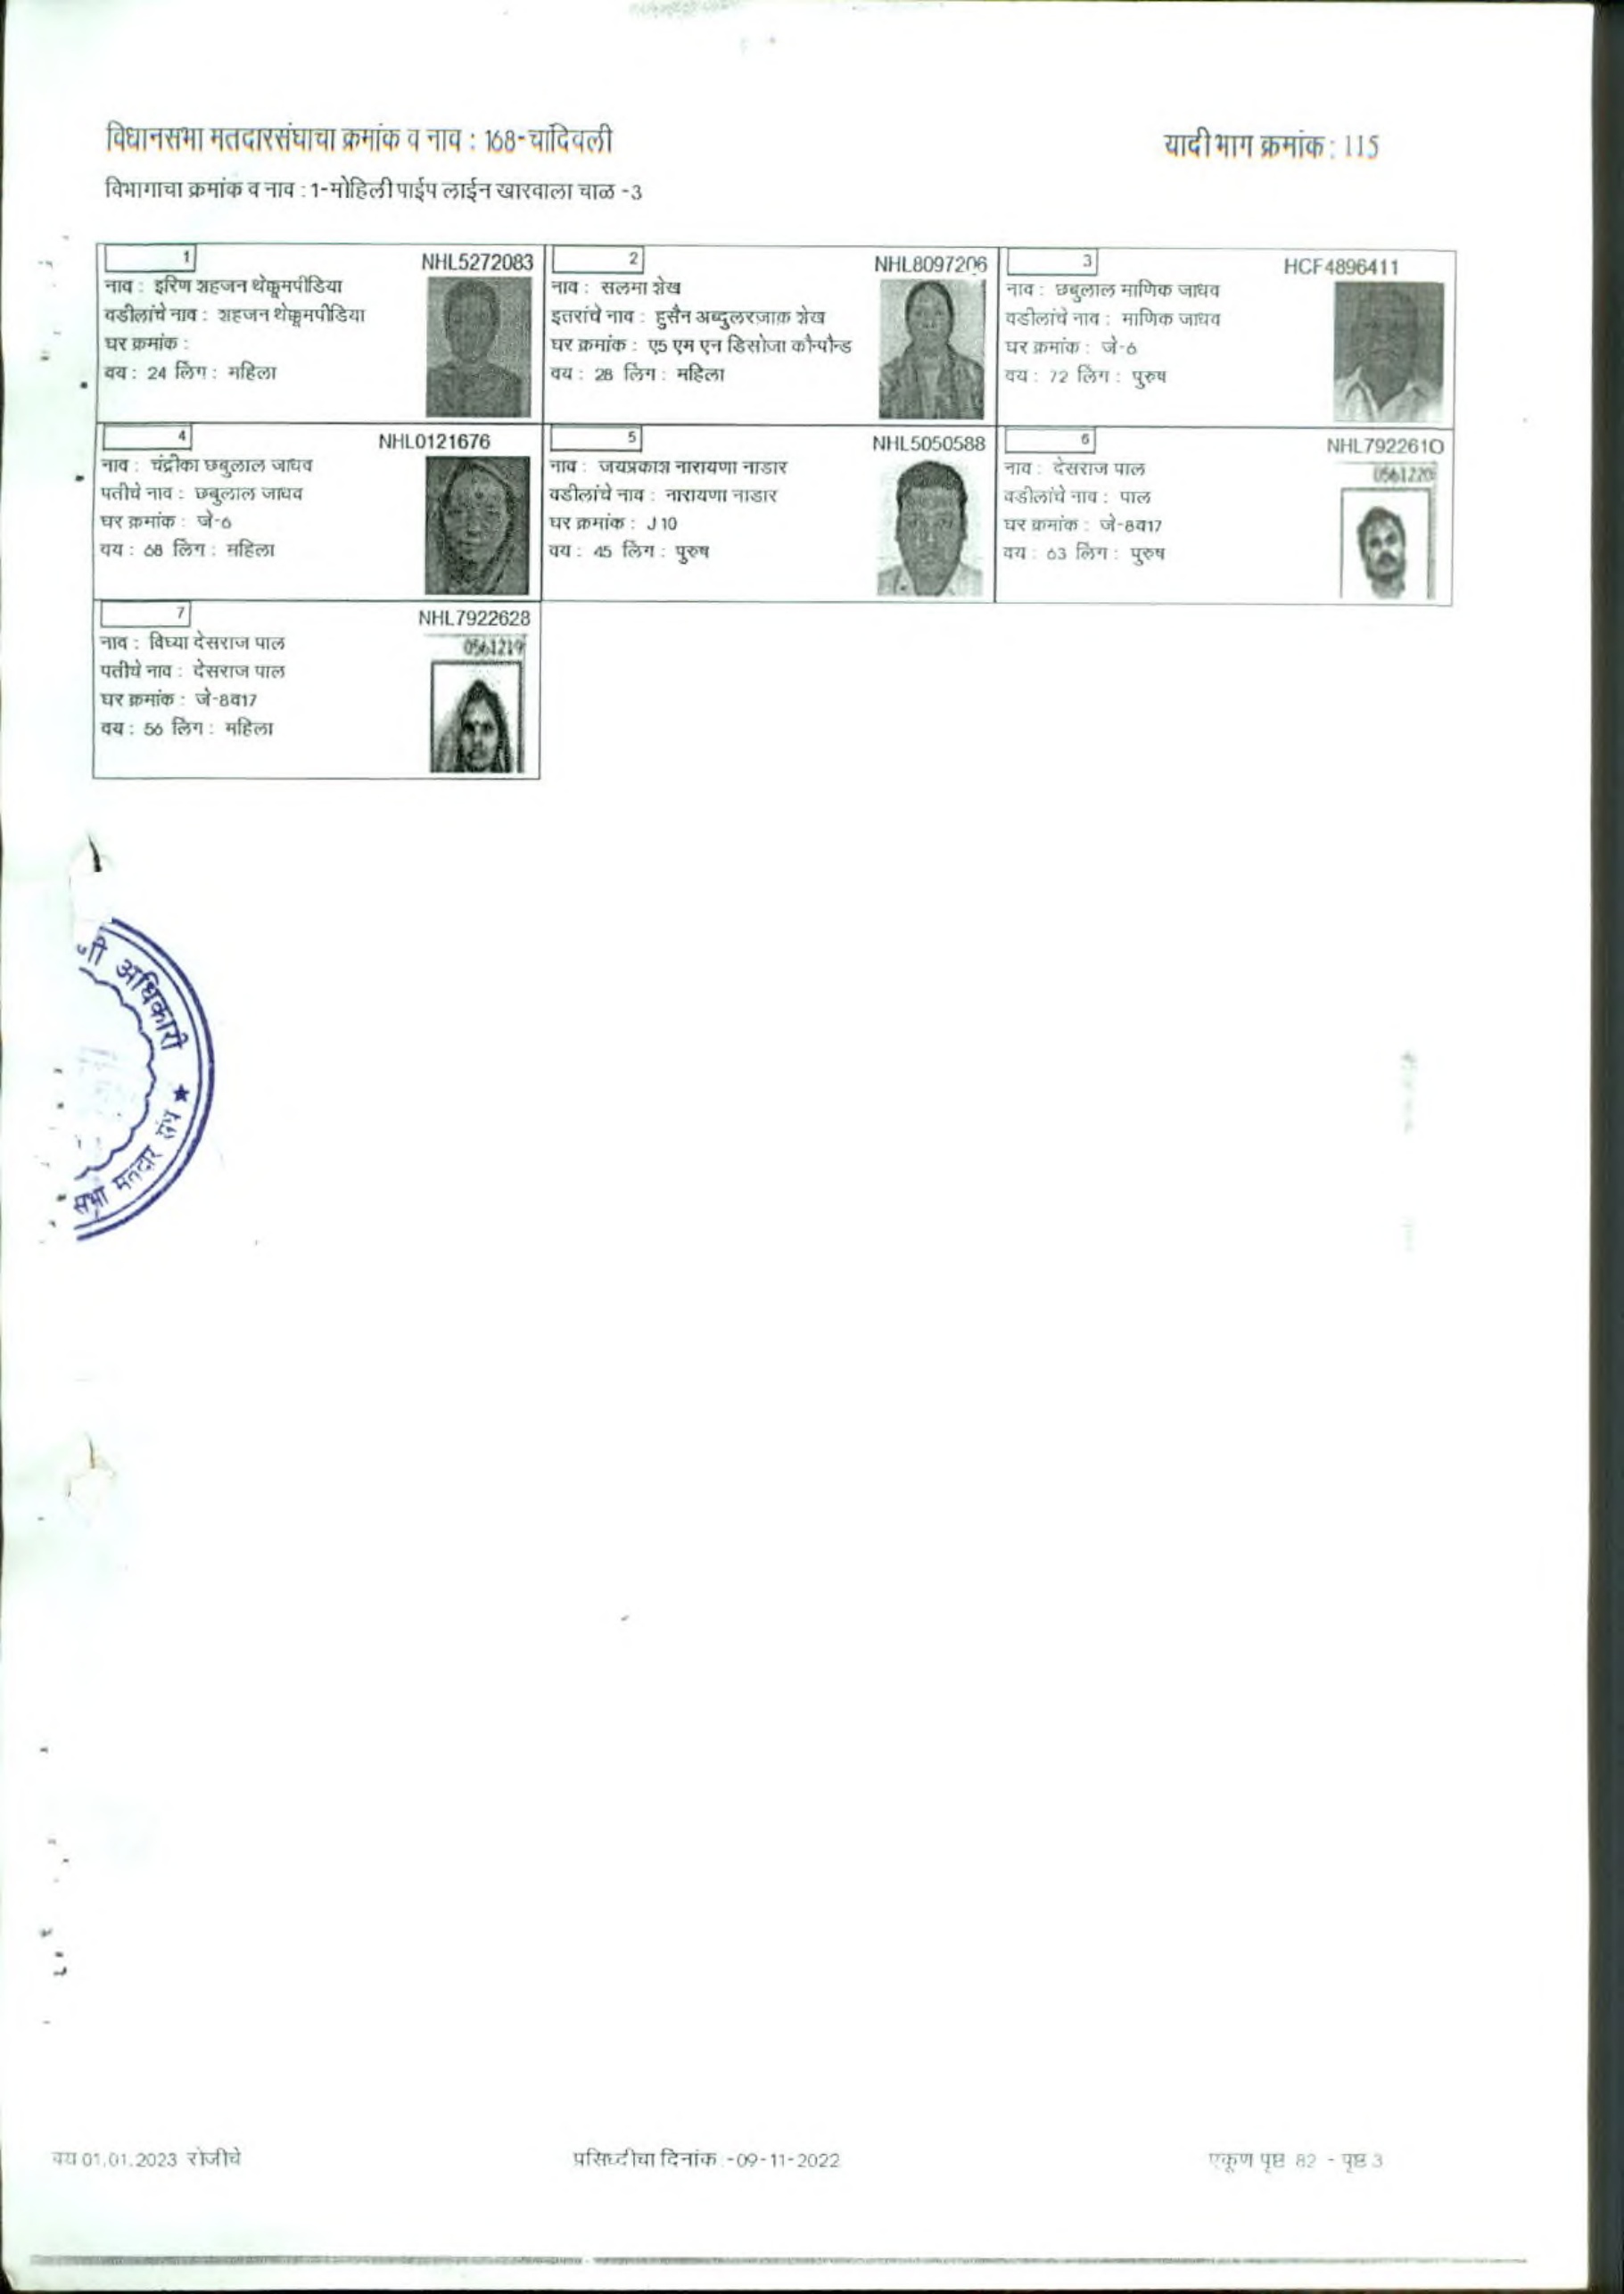 विधानसभा मतदारसंघाचा क्रमांक व नाव : 168-चांदिवली
यादी भाग क्रमांक: 115
विभागाचा क्रमांक व नाव : 1-मोहिली पाईप लाईन खारवाला चाळ -3
1
NHL5272083
नाव : इरिण शहजन थेक्कूमपीडिया
वडीलांचे नाव : शहजन थेक्कूमपीडिया
घर क्रमांक :
वय : 24 लिंग : महिला
2
NHL8097206
नाव : सलमा शेख
इतरांचे नाव : हुसैन अब्दुलरज़ाक़ शेख
घर क्रमांक : ए5 एम एन डिसोजा कौन्पौन्ड
वय : 28 लिंग : महिला
3
HCF4896411
नाव : छबुलाल माणिक जाधव
वडीलांचे नाव : माणिक जाधव
घर क्रमांक : जे-6
वय : 72 लिंग : पुरुष
4
NHL0121676
नाव : चंद्रीका छबुलाल जाधव
पतीचे नाव : छबुलाल जाधव
घर क्रमांक : जे-6
वय : 68 लिंग : महिला
5
NHL5050588
नाव : जयप्रकाश नारायणा नाडार
वडीलांचे नाव : नारायणा नाडार
घर क्रमांक : J 10
वय : 45 लिंग : पुरुष
6
NHL7922610
0561220
नाव : देसराज पाल
वडीलांचे नाव : पाल
घर क्रमांक : जे-8व17
वय : 63 लिंग : पुरुष
7
NHL7922628
0561219
नाव : विघ्या देसराज पाल
पतीचे नाव : देसराज पाल
घर क्रमांक : जे-8व17
वय : 56 लिंग : महिला
अधिकारी
सभा मतदार संघ
वय 01.01.2023 रोजीचे
प्रसिध्दीचा दिनांक -09-11-2022
एकूण पृष्ठ 82 - पृष्ठ 3